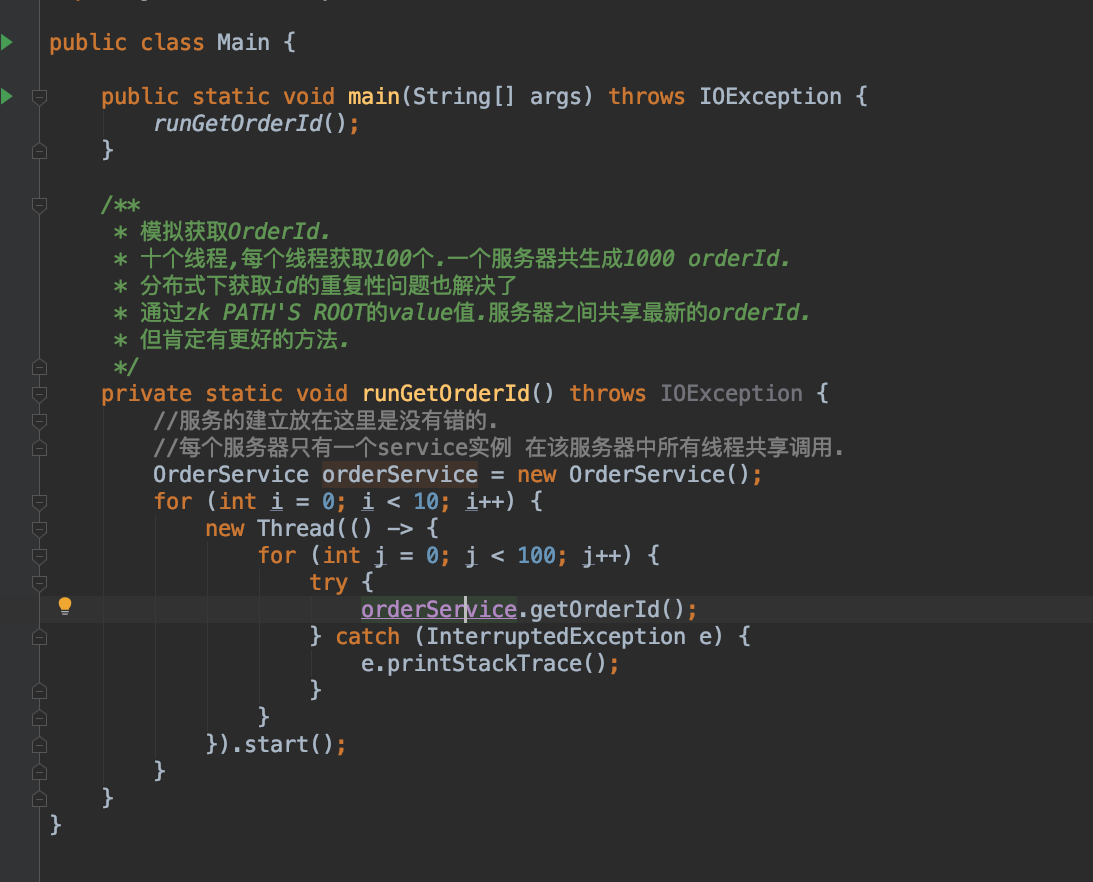 public class Main {
public static void main(String[] args) throws IOException {
runGetOrderId();
}
/**
* 模拟获取OrderId.
* 十个线程,每个线程获取100个.一个服务器共生成1000 orderId.
* 分布式下获取id的重复性问题也解决了
* 通过zk PATH'S ROOT的value值.服务器之间共享最新的orderId.
* 但肯定有更好的方法.
*/
private static void runGetOrderId() throws IOException {
//服务的建立放在这里是没有错的.
//每个服务器只有一个service实例 在该服务器中所有线程共享调用.
OrderService orderService = new OrderService();
for (int i = 0; i < 10; i++) {
new Thread(() -> {
for (int j = 0; j < 100; j++) {
try {
orderService.getOrderId();
} catch (InterruptedException e) {
e.printStackTrace();
}
}
}).start();
}
}
}